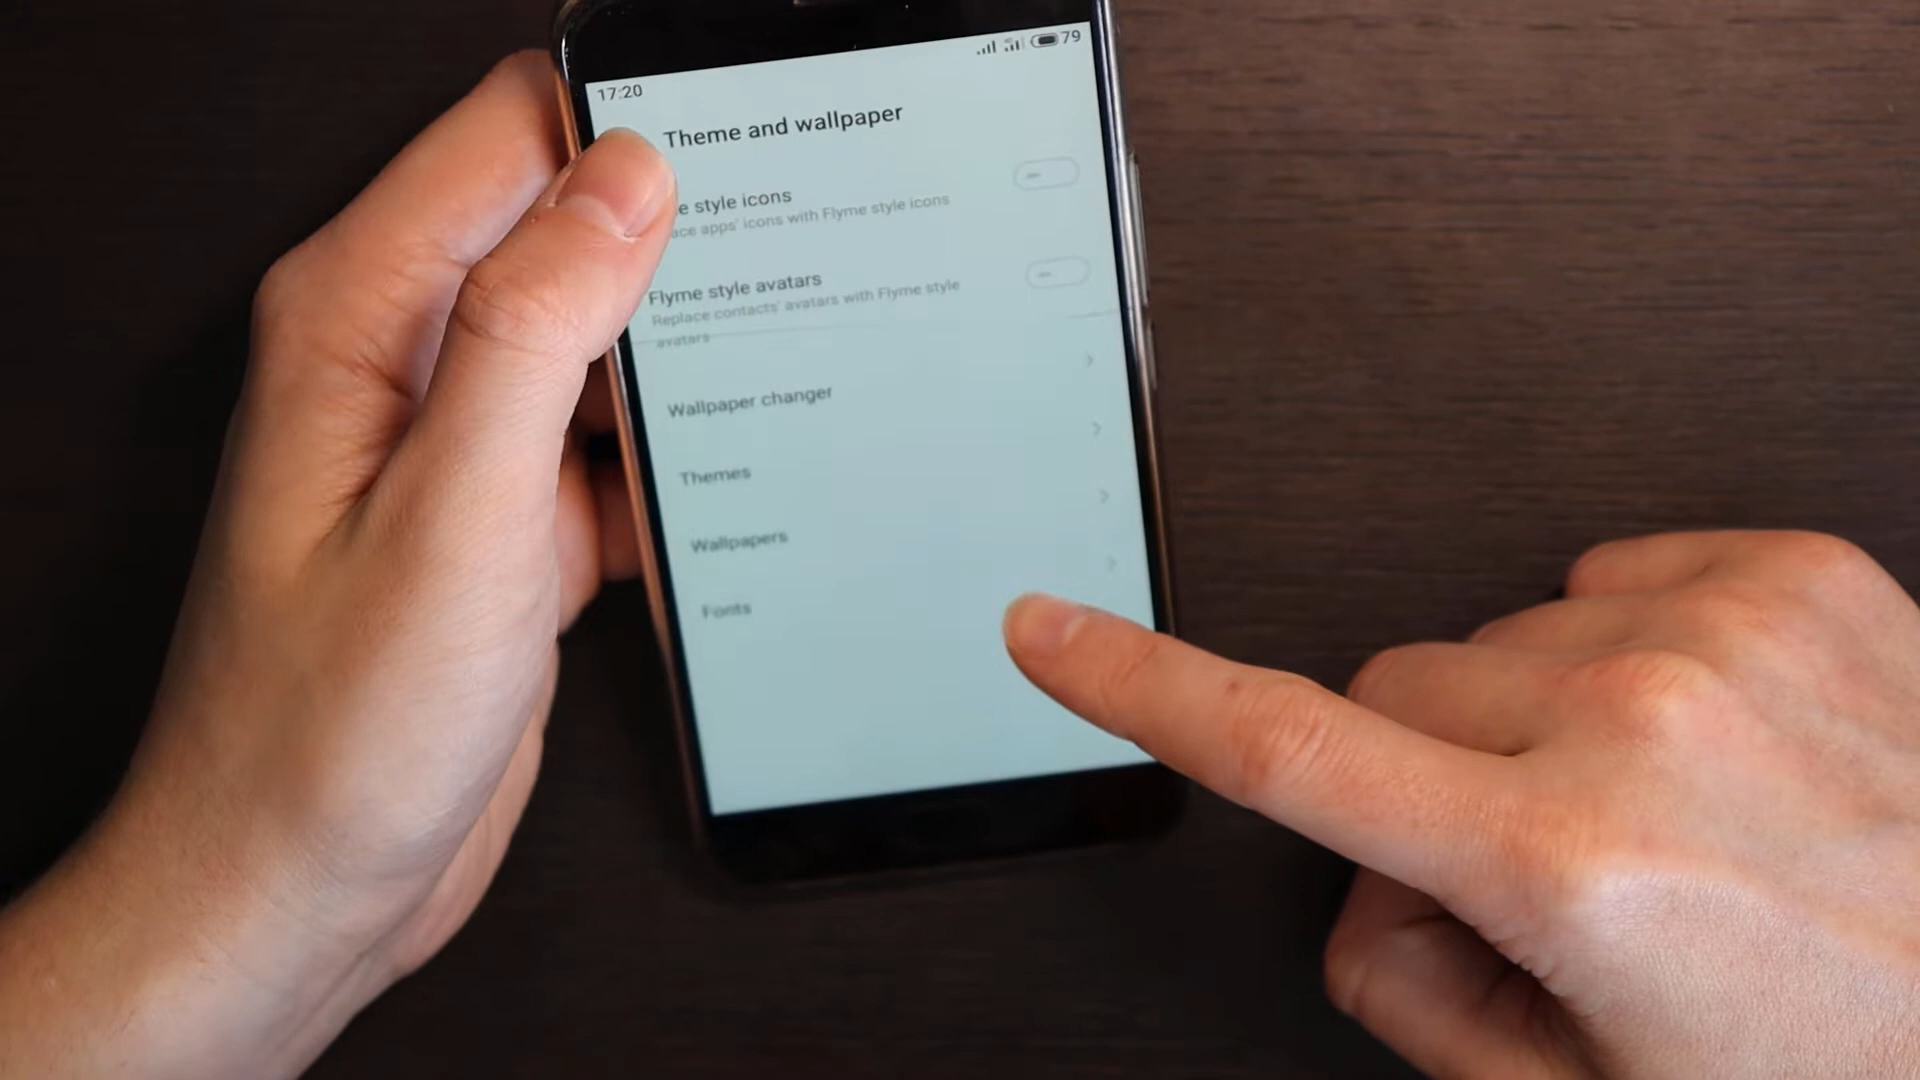 17:20
79
Theme and wallpaper
e style icons
ace apps' icons with Flyme style icons
Flyme style avatars
Replace contacts' avatars with Flyme style
avatars
Wallpaper changer
Themes
Wallpapers
Fonts